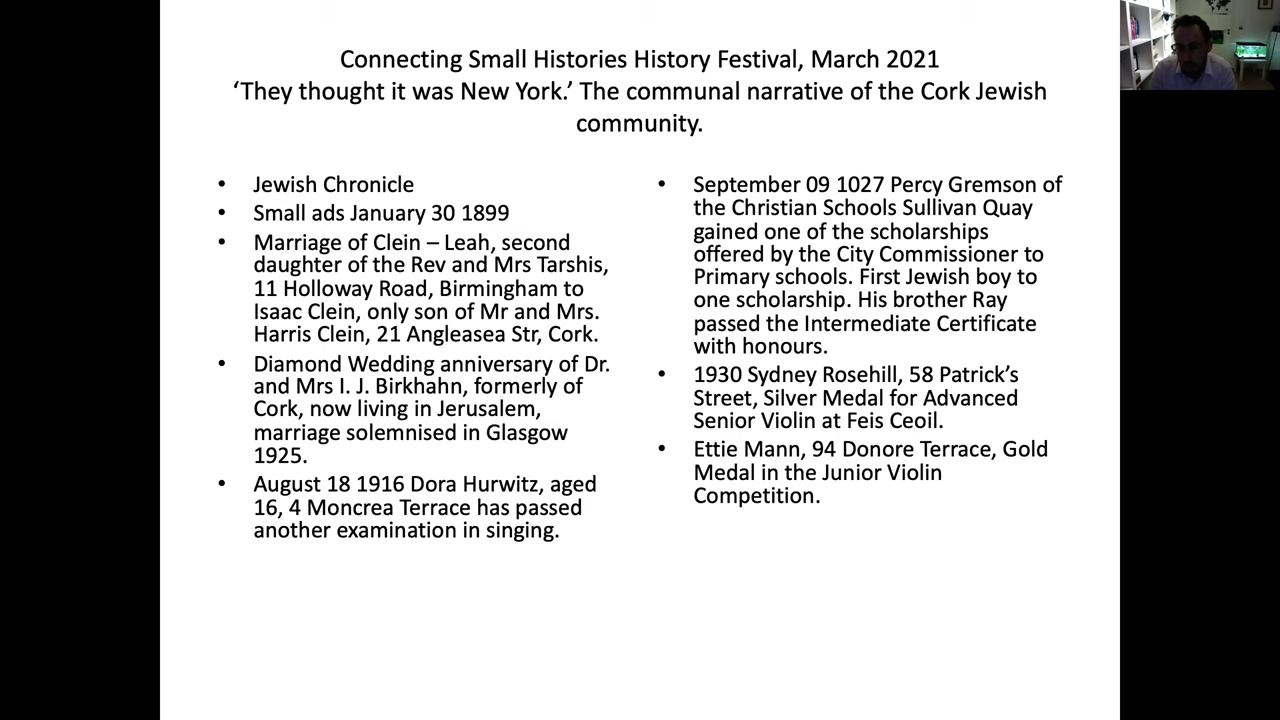 Connecting Small Histories History Festival, March 2021
‘They thought it was New York.’ The communal narrative of the Cork Jewish
community.
• Jewish Chronicle
• Small ads January 30 1899
• Marriage of Clein – Leah, second
daughter of the Rev and Mrs Tarshis,
11 Holloway Road, Birmingham to
Isaac Clein, only son of Mr and Mrs.
Harris Clein, 21 Angleasea Str, Cork.
• Diamond Wedding anniversary of Dr.
and Mrs I. J. Birkhahn, formerly of
Cork, now living in Jerusalem,
marriage solemnised in Glasgow
1925.
• August 18 1916 Dora Hurwitz, aged
16, 4 Moncrea Terrace has passed
another examination in singing.
• September 09 1027 Percy Gremson of
the Christian Schools Sullivan Quay
gained one of the scholarships
offered by the City Commissioner to
Primary schools. First Jewish boy to
one scholarship. His brother Ray
passed the Intermediate Certificate
with honours.
• 1930 Sydney Rosehill, 58 Patrick’s
Street, Silver Medal for Advanced
Senior Violin at Feis Ceoil.
• Ettie Mann, 94 Donore Terrace, Gold
Medal in the Junior Violin
Competition.